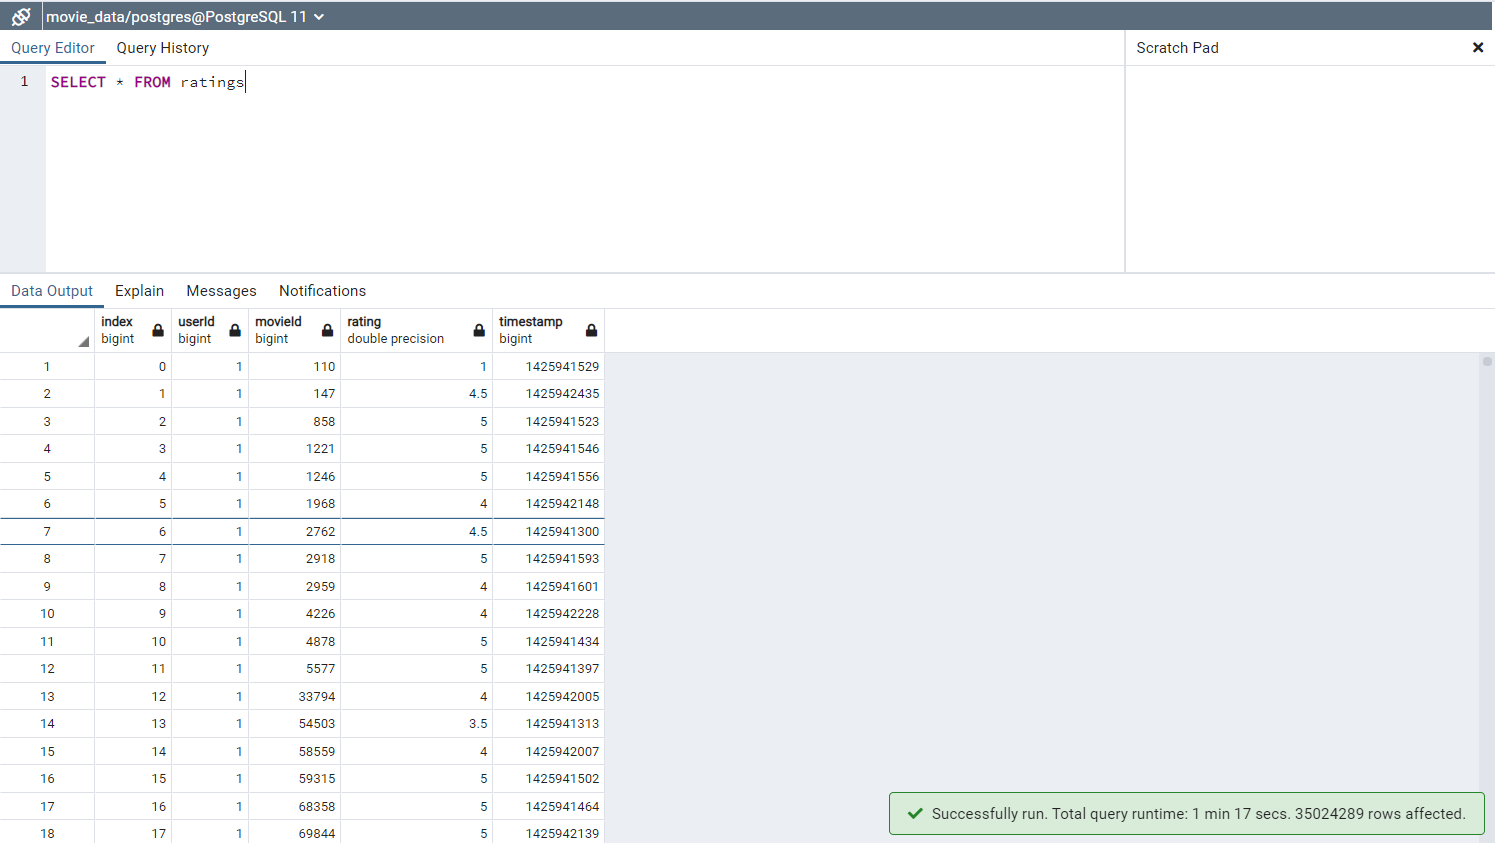 movie_data/postgres@PostgreSQL 11
Query Editor Query History
Scratch Pad
1 SELECT * FROM ratings
Data Output Explain Messages Notifications
index userId movieId rating timestamp
bigint bigint bigint double precision bigint
1 0 1 110 1 1425941529
2 1 1 147 4.5 1425942435
3 2 1 858 5 1425941523
4 3 1 1221 5 1425941546
5 4 1 1246 5 1425941556
6 5 1 1968 4 1425942148
7 6 1 2762 4.5 1425941300
8 7 1 2918 5 1425941593
9 8 1 2959 4 1425941601
10 9 1 4226 4 1425942228
11 10 1 4878 5 1425941434
12 11 1 5577 5 1425941397
13 12 1 33794 4 1425942005
14 13 1 54503 3.5 1425941313
15 14 1 58559 4 1425942007
16 15 1 59315 5 1425941502
17 16 1 68358 5 1425941464
18 17 1 69844 5 1425942139
Successfully run. Total query runtime: 1 min 17 secs. 35024289 rows affected.